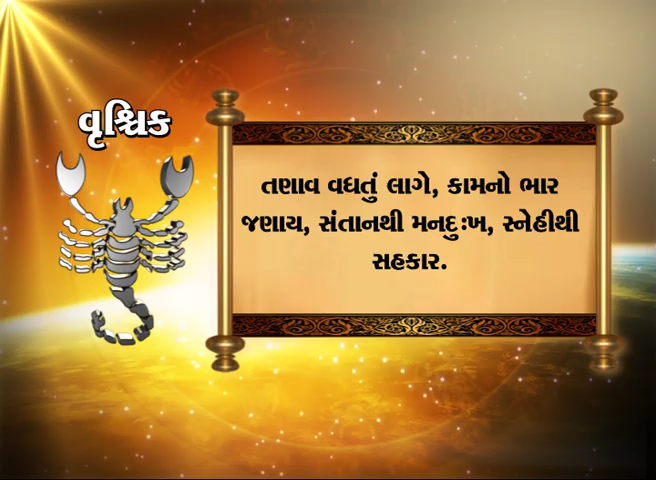 વૃશ્ચિક
તણાવ વધતું લાગે, કામનો ભાર
જણાય, સંતાનથી મનદુઃખ, સ્નેહીથી
સહકાર.